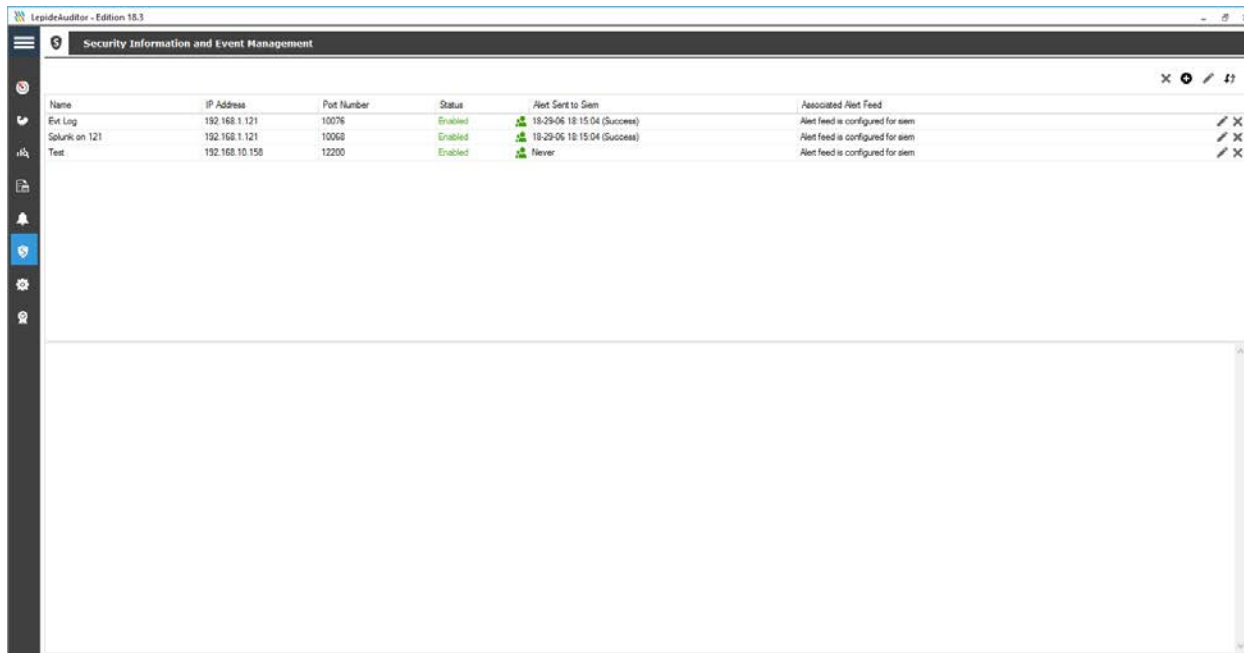 LepideAuditor - Edition 18.3
Security Information and Event Management
Name IP Address Port Number Status Alert Sent to Siem Associated Alert Feed
Evt Log 192.168.1.121 10076 Enabled 18-29-06 18:15:04 (Success) Alert feed is configured for siem
Splunk on 121 192.168.1.121 10068 Enabled 18-29-06 18:15:04 (Success) Alert feed is configured for siem
Test 192.168.10.158 12200 Enabled Never Alert feed is configured for siem